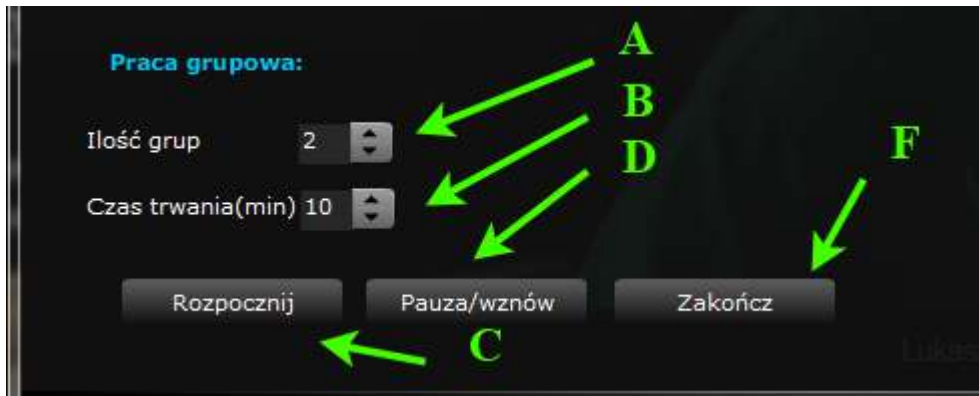 A
Praca grupowa:
B
Ilość grup 2
D
F
Czas trwania(min) 10
Rozpocznij Pauza/wznów Zakończ
C